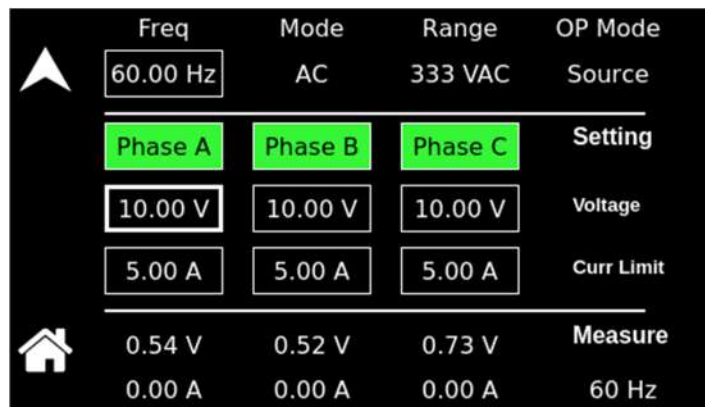 Freq Mode Range OP Mode
60.00 Hz AC 333 VAC Source
Phase A Phase B Phase C Setting
10.00 V 10.00 V 10.00 V Voltage
5.00 A 5.00 A 5.00 A Curr Limit
0.54 V 0.52 V 0.73 V Measure
0.00 A 0.00 A 0.00 A 60 Hz